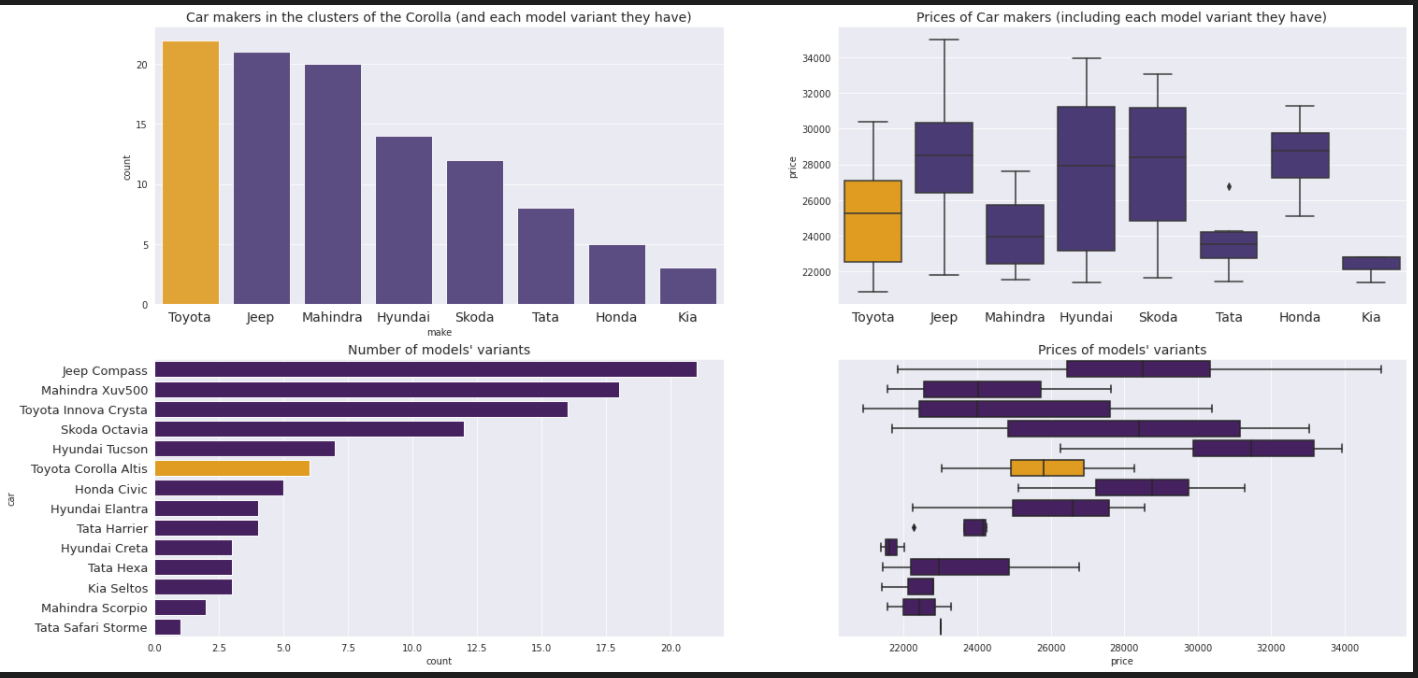 Car makers in the clusters of the Corolla (and each model variant they have)
20
15
10
5
0
count
Toyota Jeep Mahindra Hyundai Skoda Tata Honda Kia
make
Prices of Car makers (including each model variant they have)
34000
32000
30000
28000
26000
24000
22000
price
Toyota Jeep Mahindra Hyundai Skoda Tata Honda Kia
Number of models' variants
Jeep Compass
Mahindra Xuv500
Toyota Innova Crysta
Skoda Octavia
Hyundai Tucson
Toyota Corolla Altis
Honda Civic
Hyundai Elantra
Tata Harrier
Hyundai Creta
Tata Hexa
Kia Seltos
Mahindra Scorpio
Tata Safari Storme
car
0.0 2.5 5.0 7.5 10.0 12.5 15.0 17.5 20.0
count
Prices of models' variants
22000 24000 26000 28000 30000 32000 34000
price